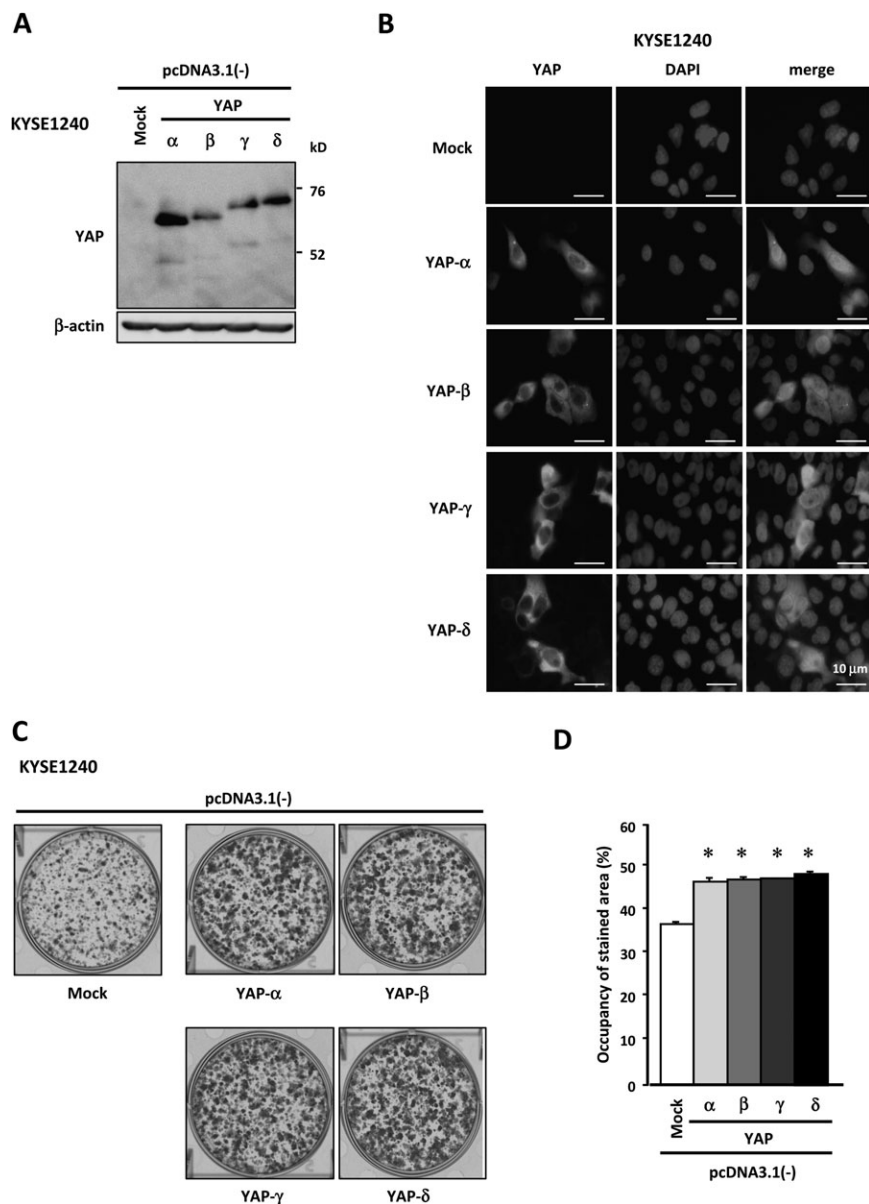 A
pcDNA3.1(-)
YAP
KYSE1240
Mock
α β γ δ
kD
76
YAP
52
β-actin
B
KYSE1240
YAP DAPI merge
Mock
YAP-α
YAP-β
YAP-γ
YAP-δ
10 μm
C
KYSE1240
pcDNA3.1(-)
Mock YAP-α YAP-β
YAP-γ YAP-δ
D
Occupancy of stained area (%)
60
50
40
30
20
10
0
* * * *
Mock
α β γ δ
YAP
pcDNA3.1(-)